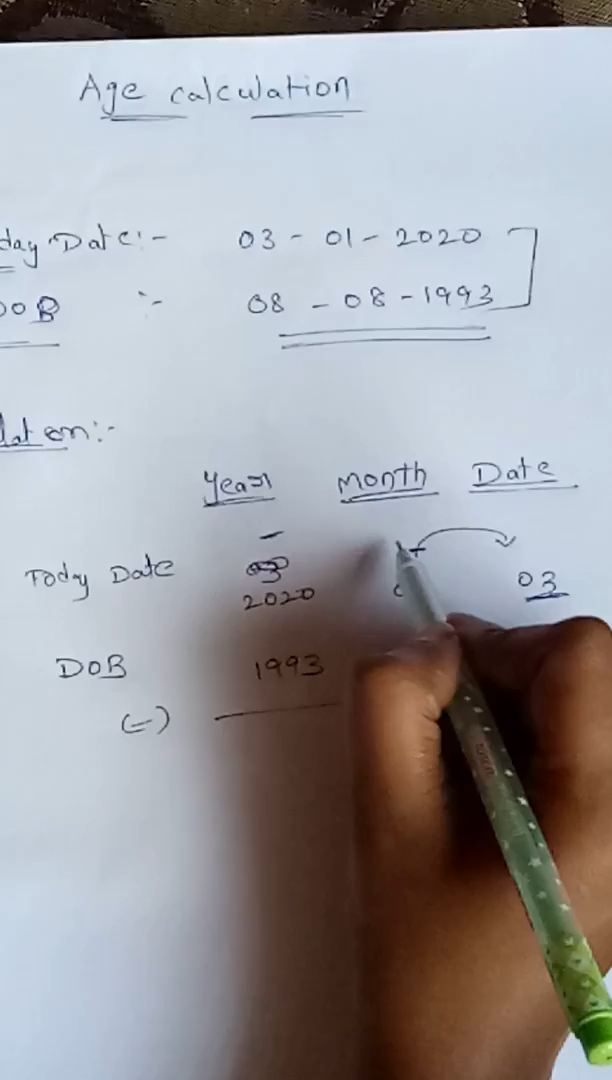 Age calculation
day Date:- 03 - 01 - 2020
DOB :- 08 - 08 - 1993
lation:-
Year Month Date
Today Date 2020 03
DOB 1993
(-)